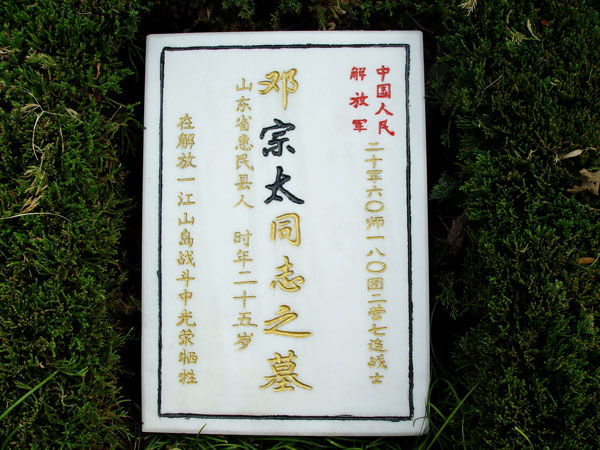 中国人民
解放军
二十军六〇师一八〇团二营七连战士
邓宗太同志之墓
山东省惠民县人 时年二十五岁
在解放一江山岛战斗中光荣牺牲